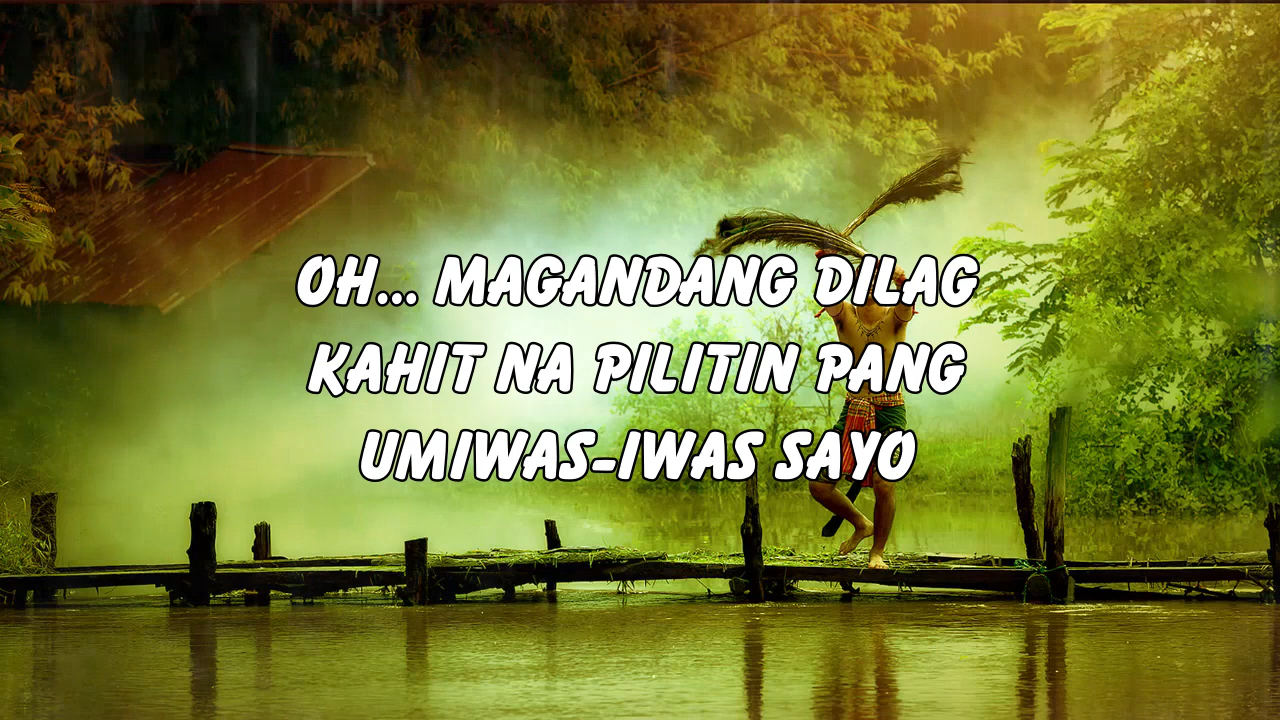 OH... MAGANDANG DILAG
KAHIT NA PILITIN PANG
UMIWAS-IWAS SAYO